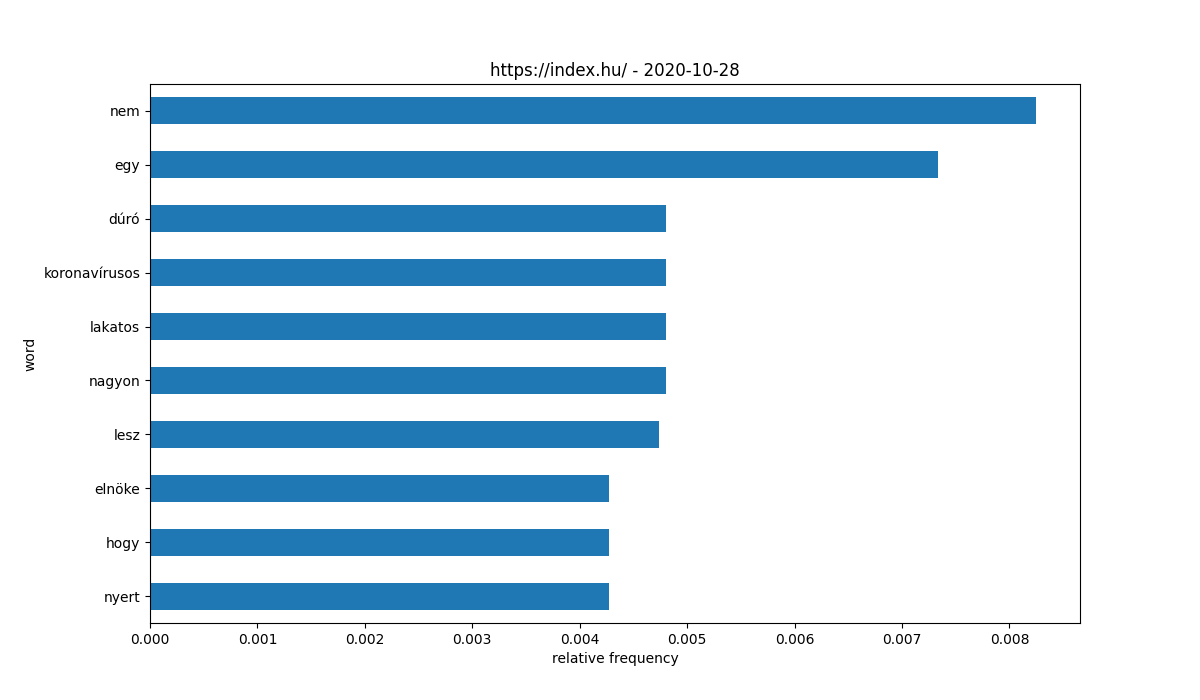 https://index.hu/ - 2020-10-28
nem
egy
dúró
koronavírusos
lakatos
nagyon
lesz
elnöke
hogy
nyert
word
0.000 0.001 0.002 0.003 0.004 0.005 0.006 0.007 0.008
relative frequency